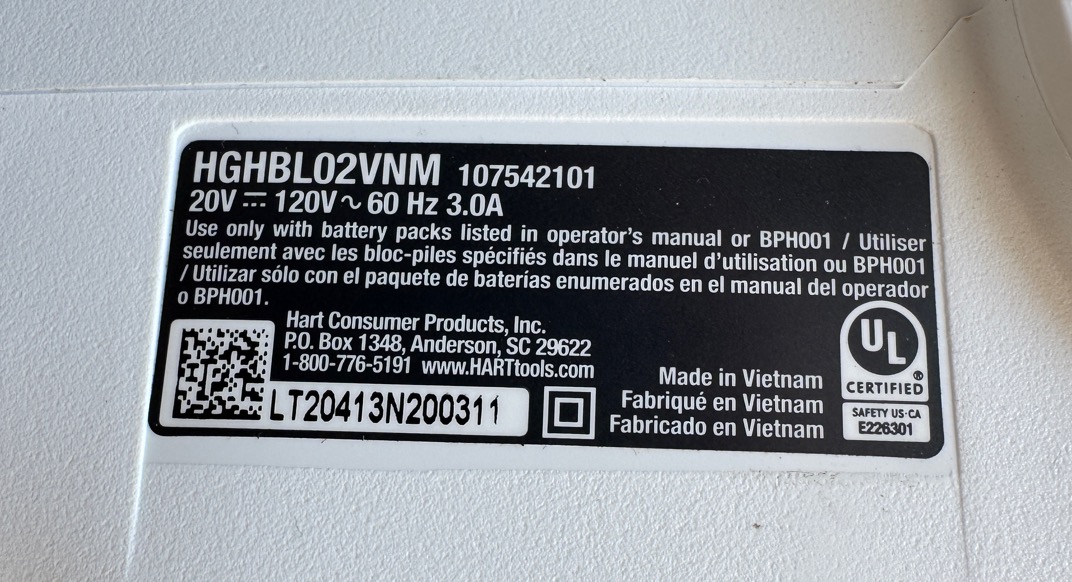 HGHBL02VNM 107542101
20V ⎓ 120V ~ 60 Hz 3.0A
Use only with battery packs listed in operator's manual or BPH001 / Utiliser
seulement avec les bloc-piles spécifiés dans le manuel d'utilisation ou BPH001
/ Utilizar sólo con el paquete de baterías enumerados en el manual del operador
o BPH001.
Hart Consumer Products, Inc.
P.O. Box 1348, Anderson, SC 29622
1-800-776-5191 www.HARTtools.com
LT20413N200311
Made in Vietnam
Fabriqué en Vietnam
Fabricado en Vietnam
UL
®
CERTIFIED
SAFETY US·CA
E226301